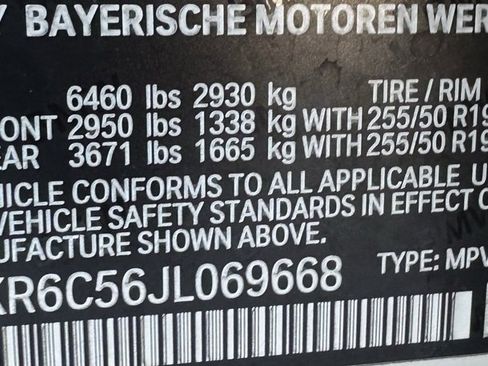 BAYERISCHE MOTOREN WER
6460 lbs 2930 kg TIRE / RIM
ONT 2950 lbs 1338 kg WITH 255/50 R19
EAR 3671 lbs 1665 kg WITH 255/50 R19
HICLE CONFORMS TO ALL APPLICABLE U
VEHICLE SAFETY STANDARDS IN EFFECT O
UFACTURE SHOWN ABOVE.
KR6C56JL069668 TYPE: MPV